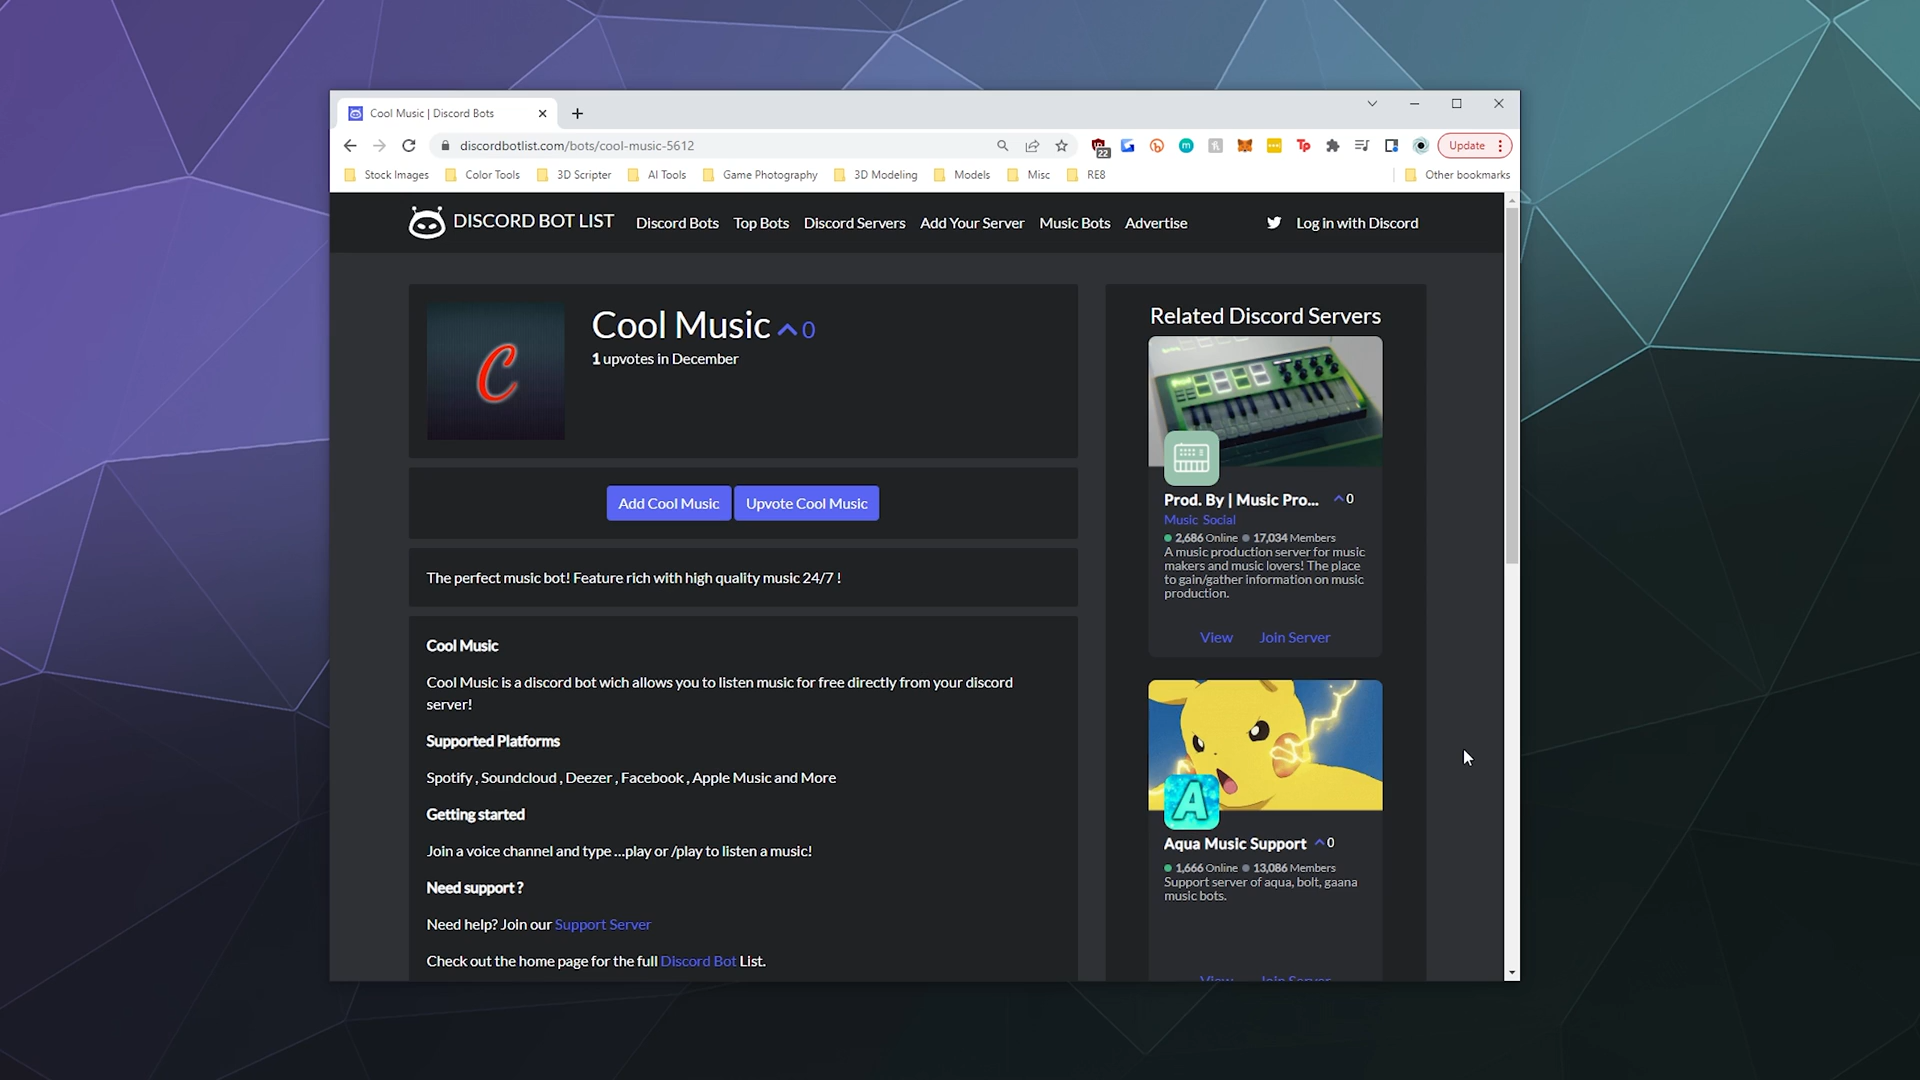 Cool Music | Discord Bots
discordbotlist.com/bots/cool-music-5612
22
Tp
Update
Stock Images
Color Tools
3D Scripter
AI Tools
Game Photography
3D Modeling
Models
Misc
RE8
Other bookmarks
DISCORD BOT LIST
Discord Bots
Top Bots
Discord Servers
Add Your Server
Music Bots
Advertise
Log in with Discord
C
Cool Music 0
1 upvotes in December
Add Cool Music
Upvote Cool Music
The perfect music bot! Feature rich with high quality music 24/7 !
Cool Music
Cool Music is a discord bot wich allows you to listen music for free directly from your discord
server!
Supported Platforms
Spotify , Soundcloud , Deezer , Facebook , Apple Music and More
Getting started
Join a voice channel and type ...play or /play to listen a music!
Need support ?
Need help? Join our Support Server
Check out the home page for the full Discord Bot List.
Related Discord Servers
Prod. By | Music Pro... 0
Music Social
2,686 Online 17,034 Members
A music production server for music
makers and music lovers! The place
to gain/gather information on music
production.
View
Join Server
A
Aqua Music Support 0
1,666 Online 13,086 Members
Support server of aqua, bolt, gaana
music bots.
View
Join Server